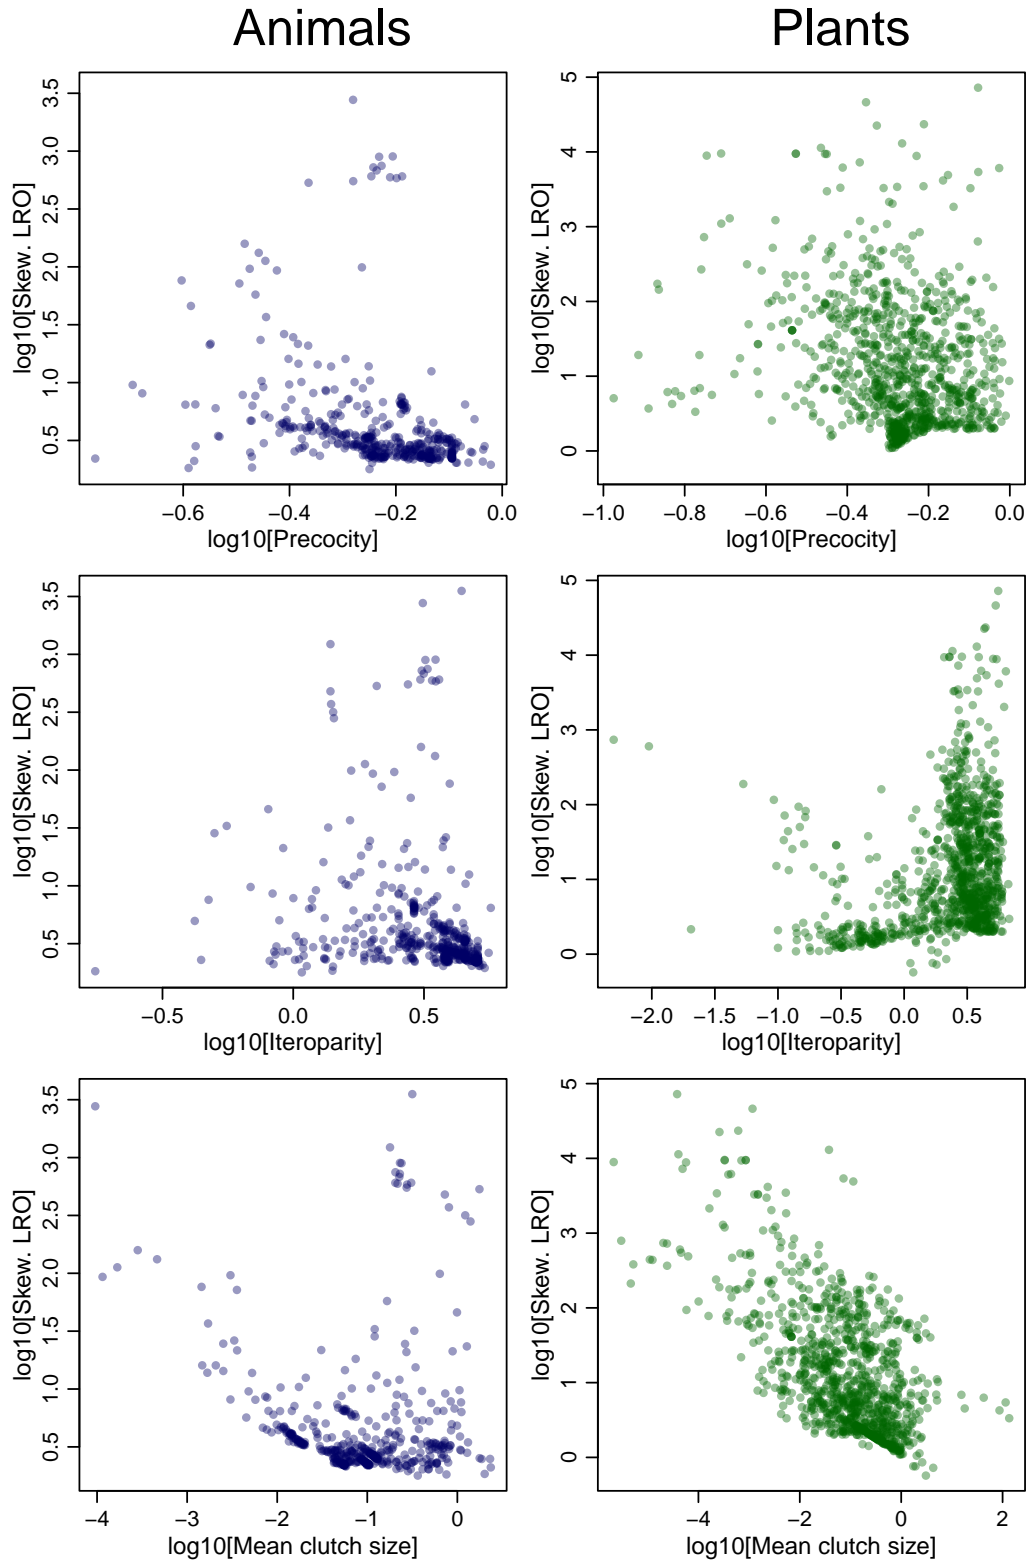 Animals Plants
3.5 3.0 2.5 2.0 1.5 1.0 0.5
log10[Skew. LRO]
−0.6 −0.4 −0.2 0.0
log10[Precocity]
5 4 3 2 1 0
log10[Skew. LRO]
−1.0 −0.8 −0.6 −0.4 −0.2 0.0
log10[Precocity]
3.5 3.0 2.5 2.0 1.5 1.0 0.5
log10[Skew. LRO]
−0.5 0.0 0.5
log10[Iteroparity]
5 4 3 2 1 0
log10[Skew. LRO]
−2.0 −1.5 −1.0 −0.5 0.0 0.5
log10[Iteroparity]
3.5 3.0 2.5 2.0 1.5 1.0 0.5
log10[Skew. LRO]
−4 −3 −2 −1 0
log10[Mean clutch size]
5 4 3 2 1 0
log10[Skew. LRO]
−4 −2 0 2
log10[Mean clutch size]